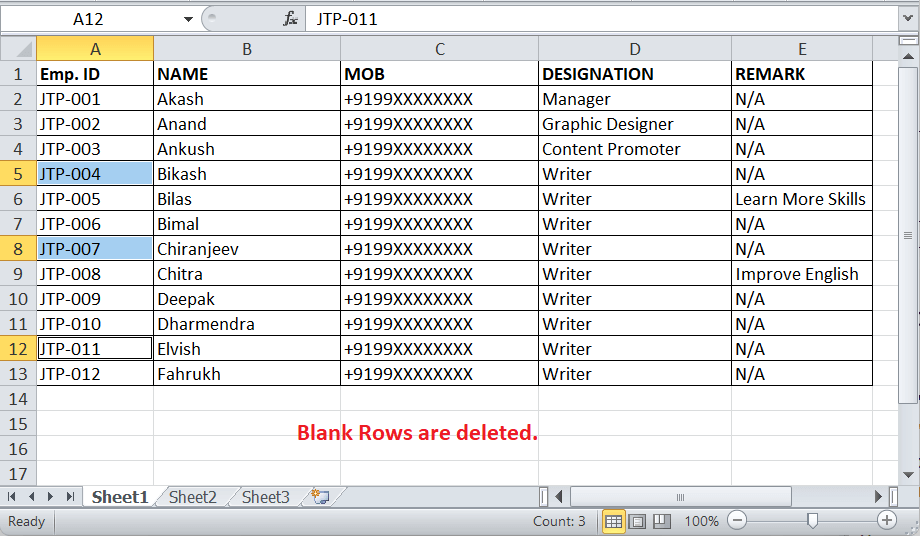 A12 fx JTP-011
A B C D E
1 Emp. ID NAME MOB DESIGNATION REMARK
2 JTP-001 Akash +9199XXXXXXXX Manager N/A
3 JTP-002 Anand +9199XXXXXXXX Graphic Designer N/A
4 JTP-003 Ankush +9199XXXXXXXX Content Promoter N/A
5 JTP-004 Bikash +9199XXXXXXXX Writer N/A
6 JTP-005 Bilas +9199XXXXXXXX Writer Learn More Skills
7 JTP-006 Bimal +9199XXXXXXXX Writer N/A
8 JTP-007 Chiranjeev +9199XXXXXXXX Writer N/A
9 JTP-008 Chitra +9199XXXXXXXX Writer Improve English
10 JTP-009 Deepak +9199XXXXXXXX Writer N/A
11 JTP-010 Dharmendra +9199XXXXXXXX Writer N/A
12 JTP-011 Elvish +9199XXXXXXXX Writer N/A
13 JTP-012 Fahrukh +9199XXXXXXXX Writer N/A
14
15 Blank Rows are deleted.
16
17
Sheet1 Sheet2 Sheet3
Ready Count: 3 100%